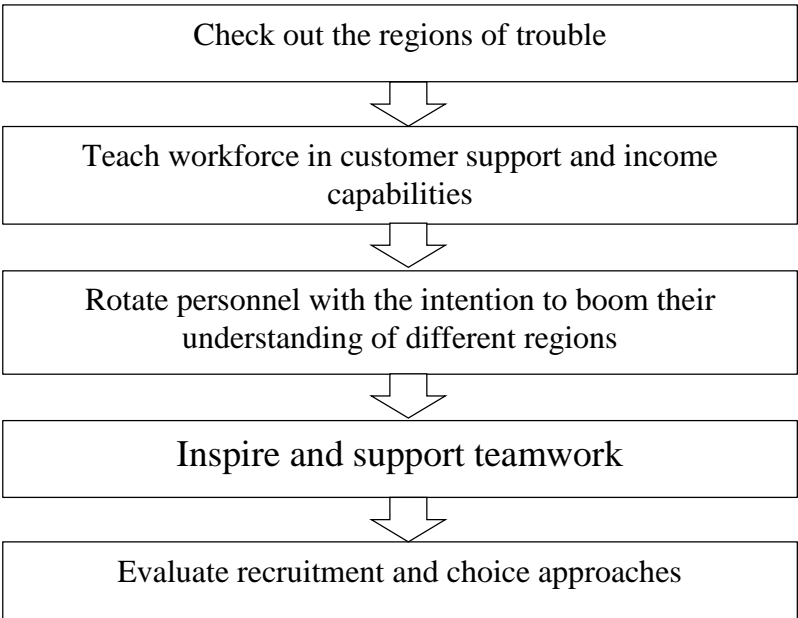 Check out the regions of trouble
Teach workforce in customer support and income
capabilities
Rotate personnel with the intention to boom their
understanding of different regions
Inspire and support teamwork
Evaluate recruitment and choice approaches